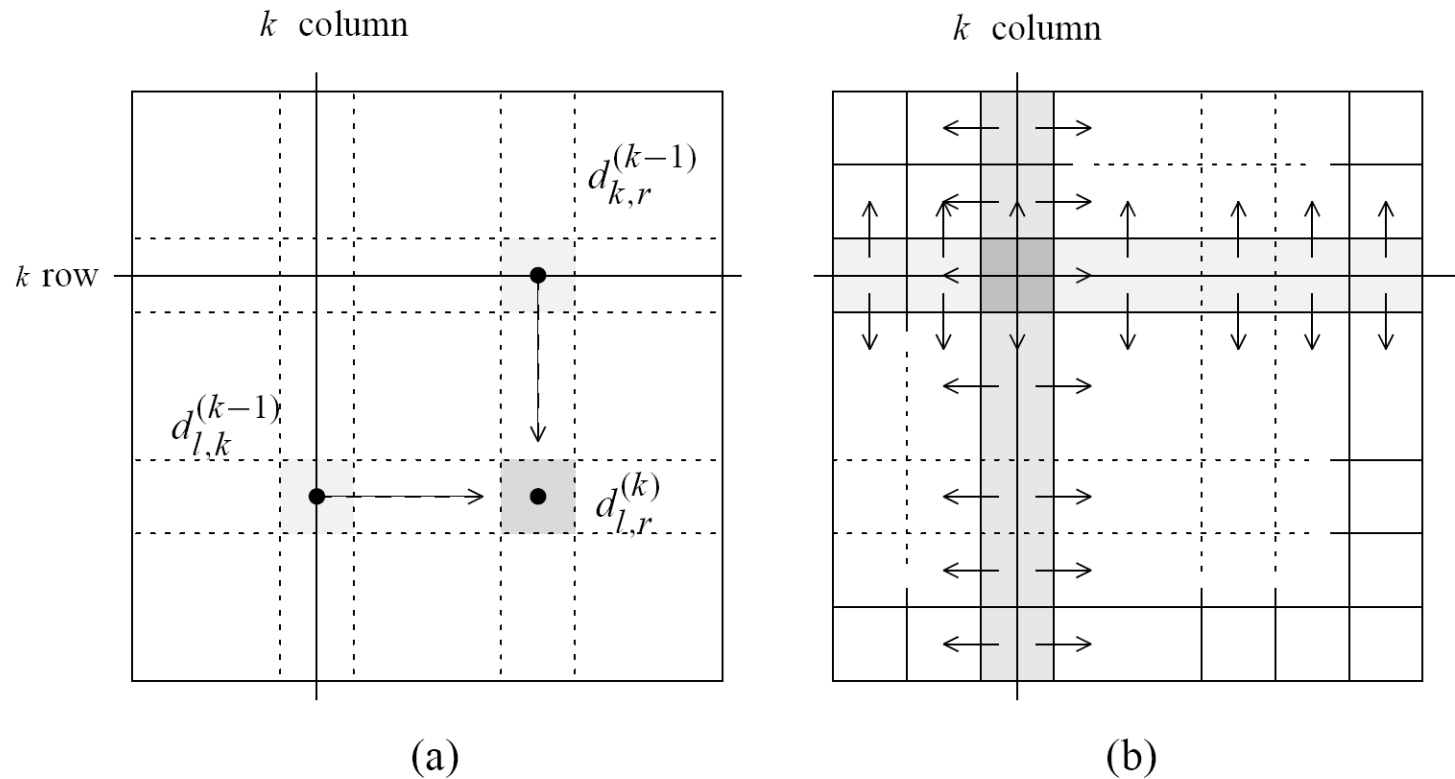 k column
k column
d_{k,r}^{(k−1)}
k row
d_{l,k}^{(k−1)}
d_{l,r}^{(k)}
(a)
(b)